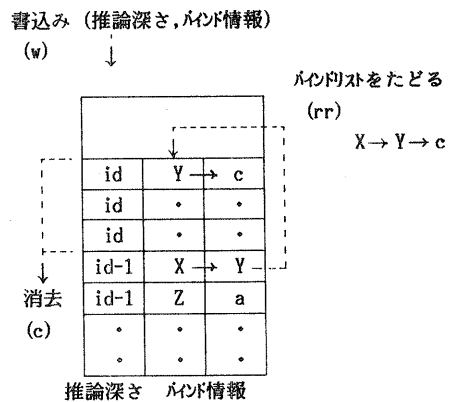 書込み (推論深さ,ﾊﾞｲﾝﾄﾞ情報)
(w)
ﾊﾞｲﾝﾄﾞﾘｽﾄをたどる
(rr)
X→Y→c
id Y→c
id ・ ・
id ・ ・
id-1 X→Y
id-1 Z a
・ ・ ・
・ ・ ・
消去
(c)
推論深さ ﾊﾞｲﾝﾄﾞ情報